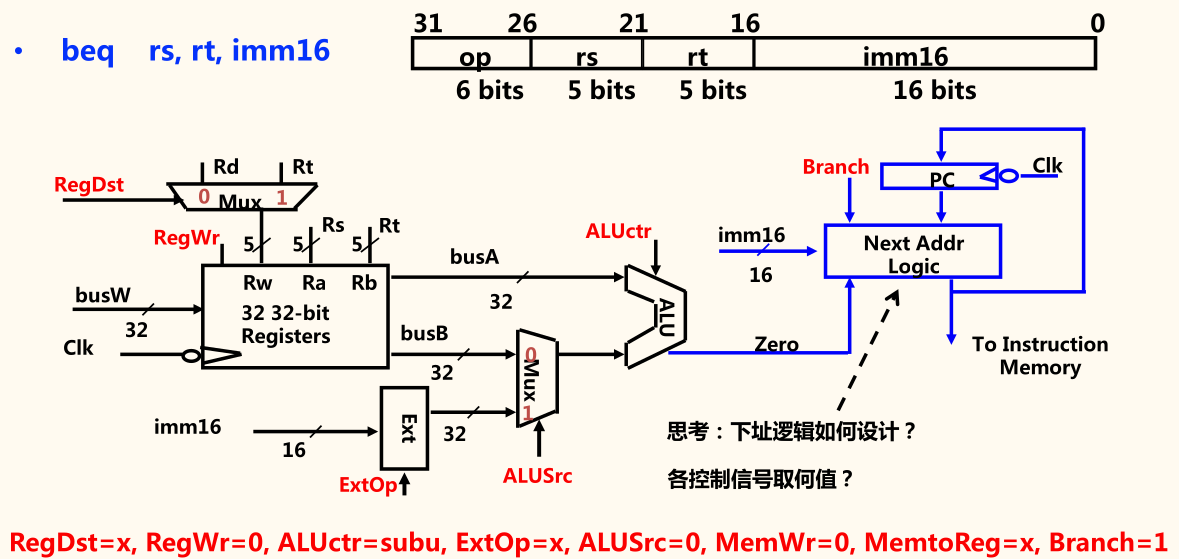 31 26 21 16 0
• beq rs, rt, imm16
op rs rt imm16
6 bits 5 bits 5 bits 16 bits
Rd Rt
RegDst
0 Mux 1
RegWr
5 5 Rs 5 Rt
Rw Ra Rb
busW
32
32 32-bit
Registers
Clk
busA
32
busB
32
ALUctr
ALU
0
Mux
1
Zero
imm16
16
Ext
32
ExtOp
ALUSrc
Branch
PC
Clk
imm16
16
Next Addr
Logic
To Instruction
Memory
思考：下址逻辑如何设计？
各控制信号取何值？
RegDst=x, RegWr=0, ALUctr=subu, ExtOp=x, ALUSrc=0, MemWr=0, MemtoReg=x, Branch=1